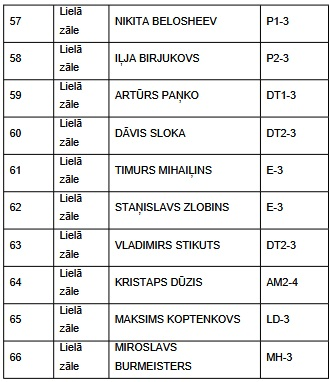 57 Lielā zāle NIKITA BELOSHEEV P1-3
58 Lielā zāle IĻJA BIRJUKOVS P2-3
59 Lielā zāle ARTŪRS PAŅKO DT1-3
60 Lielā zāle DĀVIS SLOKA DT2-3
61 Lielā zāle TIMURS MIHAIĻINS E-3
62 Lielā zāle STAŅISLAVS ZLOBINS E-3
63 Lielā zāle VLADIMIRS STIKUTS DT2-3
64 Lielā zāle KRISTAPS DŪZIS AM2-4
65 Lielā zāle MAKSIMS KOPTENKOVS LD-3
66 Lielā zāle MIROSLAVS BURMEISTERS MH-3